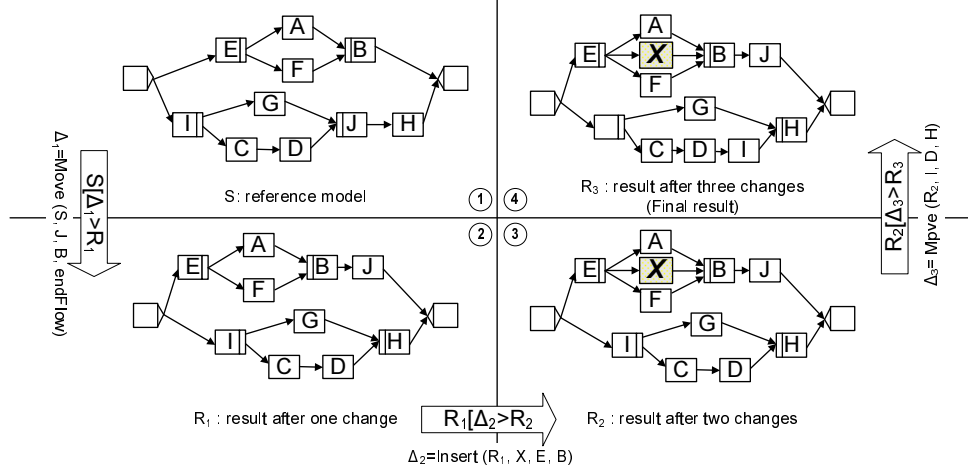 A
E
B
F
G
I
J
H
C
D
S: reference model
1
Δ1=Move (S, J, B, endFlow)
S[Δ1>R1
2
A
E
B
J
F
G
I
H
C
D
R1 : result after one change
R1[Δ2>R2
Δ2=Insert (R1, X, E, B)
3
A
E
X
B
J
F
G
I
H
C
D
R2 : result after two changes
R2[Δ3>R3
Δ3= Mpve (R2, I, D, H)
4
A
E
X
B
J
F
G
H
C
D
I
R3 : result after three changes
(Final result)